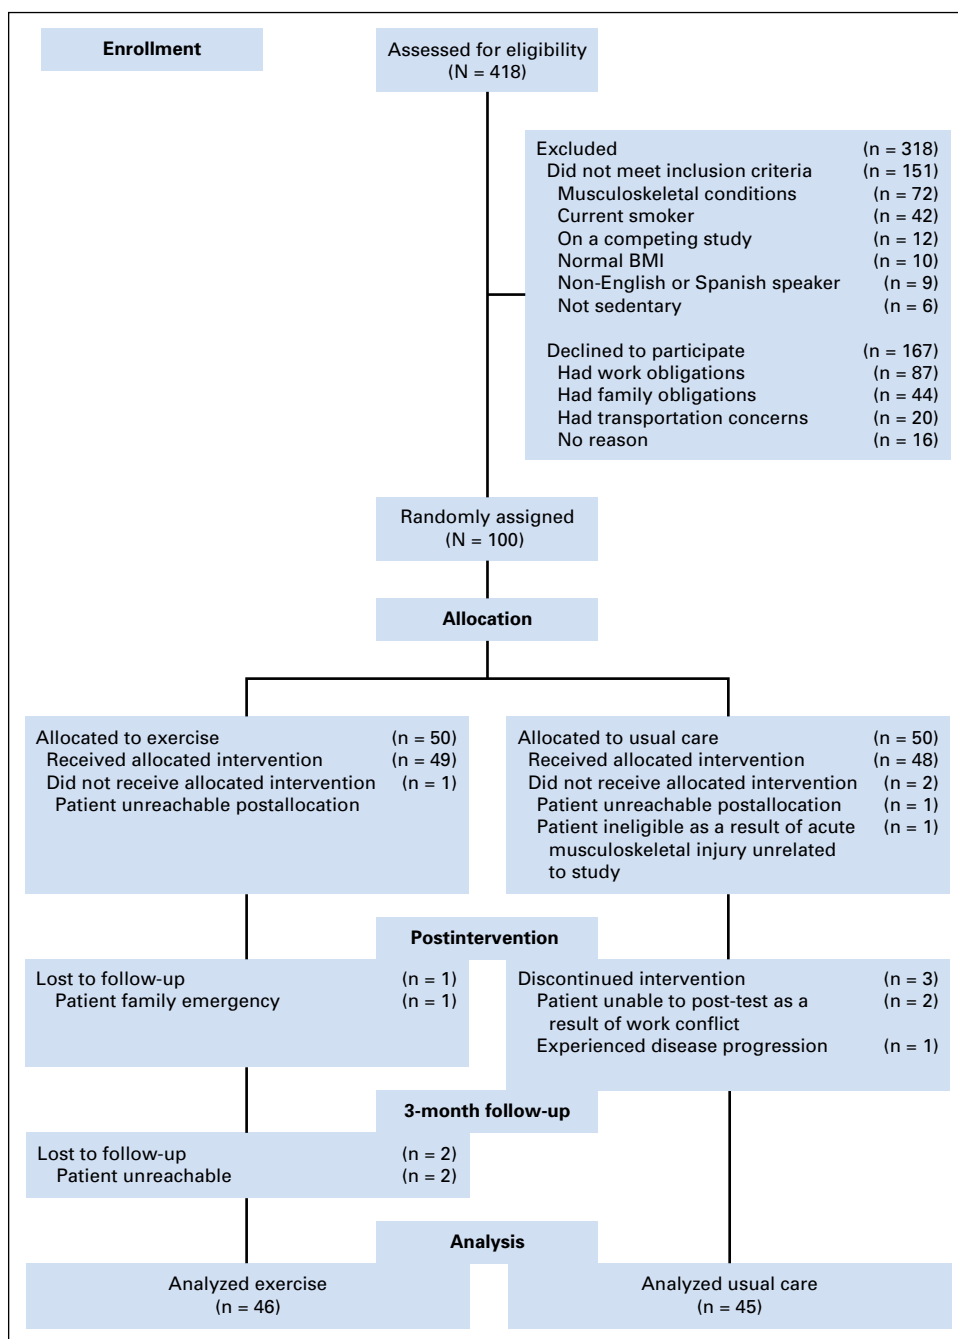 Enrollment
Assessed for eligibility
(N = 418)
Excluded (n = 318)
Did not meet inclusion criteria (n = 151)
Musculoskeletal conditions (n = 72)
Current smoker (n = 42)
On a competing study (n = 12)
Normal BMI (n = 10)
Non-English or Spanish speaker (n = 9)
Not sedentary (n = 6)
Declined to participate (n = 167)
Had work obligations (n = 87)
Had family obligations (n = 44)
Had transportation concerns (n = 20)
No reason (n = 16)
Randomly assigned
(N = 100)
Allocation
Allocated to exercise (n = 50)
Received allocated intervention (n = 49)
Did not receive allocated intervention (n = 1)
Patient unreachable postallocation
Allocated to usual care (n = 50)
Received allocated intervention (n = 48)
Did not receive allocated intervention (n = 2)
Patient unreachable postallocation (n = 1)
Patient ineligible as a result of acute (n = 1)
musculoskeletal injury unrelated
to study
Postintervention
Lost to follow-up (n = 1)
Patient family emergency (n = 1)
Discontinued intervention (n = 3)
Patient unable to post-test as a (n = 2)
result of work conflict
Experienced disease progression (n = 1)
3-month follow-up
Lost to follow-up (n = 2)
Patient unreachable (n = 2)
Analysis
Analyzed exercise
(n = 46)
Analyzed usual care
(n = 45)